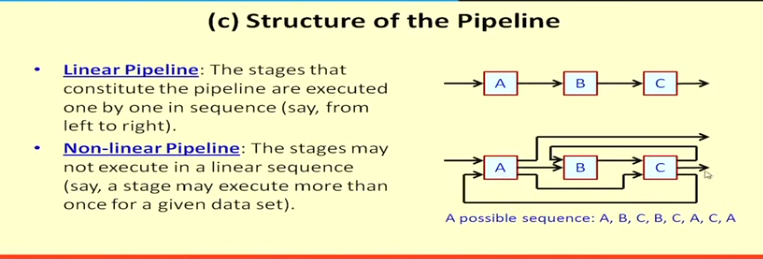 (c) Structure of the Pipeline
• Linear Pipeline: The stages that
constitute the pipeline are executed
one by one in sequence (say, from
left to right).
• Non-linear Pipeline: The stages may
not execute in a linear sequence
(say, a stage may execute more than
once for a given data set).
A B C
A B C
A possible sequence: A, B, C, B, C, A, C, A